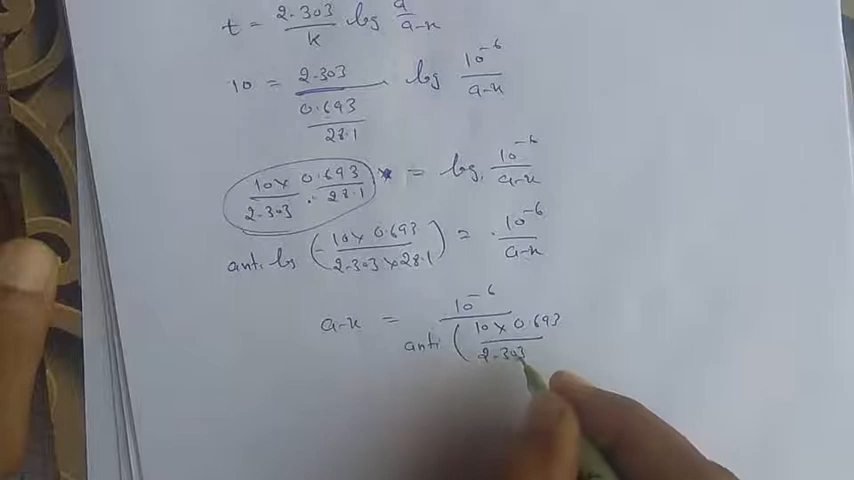 t = 2.303/k log a/a-x
10 = 2.303/(0.693/28.1) log 10⁻⁶/a-x
10 × 0.693/2.303 . 28.1 = log 10⁻⁶/a-x
anti log (10 × 0.693/2.303 × 28.1) = 10⁻⁶/a-x
a-x = 10⁻⁶/anti (10 × 0.693/2.303